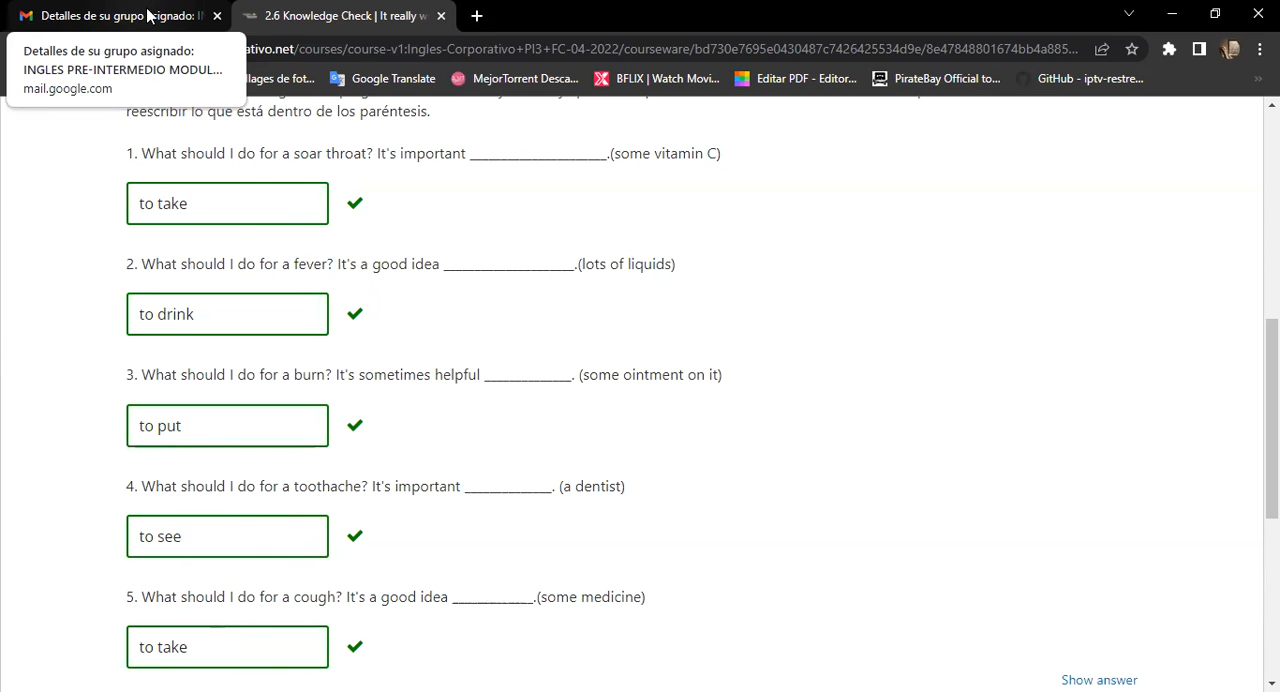 Detalles de su grupo asignado: I
2.6 Knowledge Check | It really w
Detalles de su grupo asignado:
INGLES PRE-INTERMEDIO MODUL...
mail.google.com
ativo.net/courses/course-v1:Ingles-Corporativo+PI3+FC-04-2022/courseware/bd730e7695e0430487c7426425534d9e/8e47848801674bb4a885...
llages de fot...
Google Translate
MejorTorrent Desca...
BFLIX | Watch Movi...
Editar PDF - Editor...
PirateBay Official to...
GitHub - iptv-restre...
»
reescribir lo que está dentro de los paréntesis.
1. What should I do for a soar throat? It's important ____________________.(some vitamin C)
to take
2. What should I do for a fever? It's a good idea ___________________.(lots of liquids)
to drink
3. What should I do for a burn? It's sometimes helpful _____________. (some ointment on it)
to put
4. What should I do for a toothache? It's important _____________. (a dentist)
to see
5. What should I do for a cough? It's a good idea ____________.(some medicine)
to take
Show answer